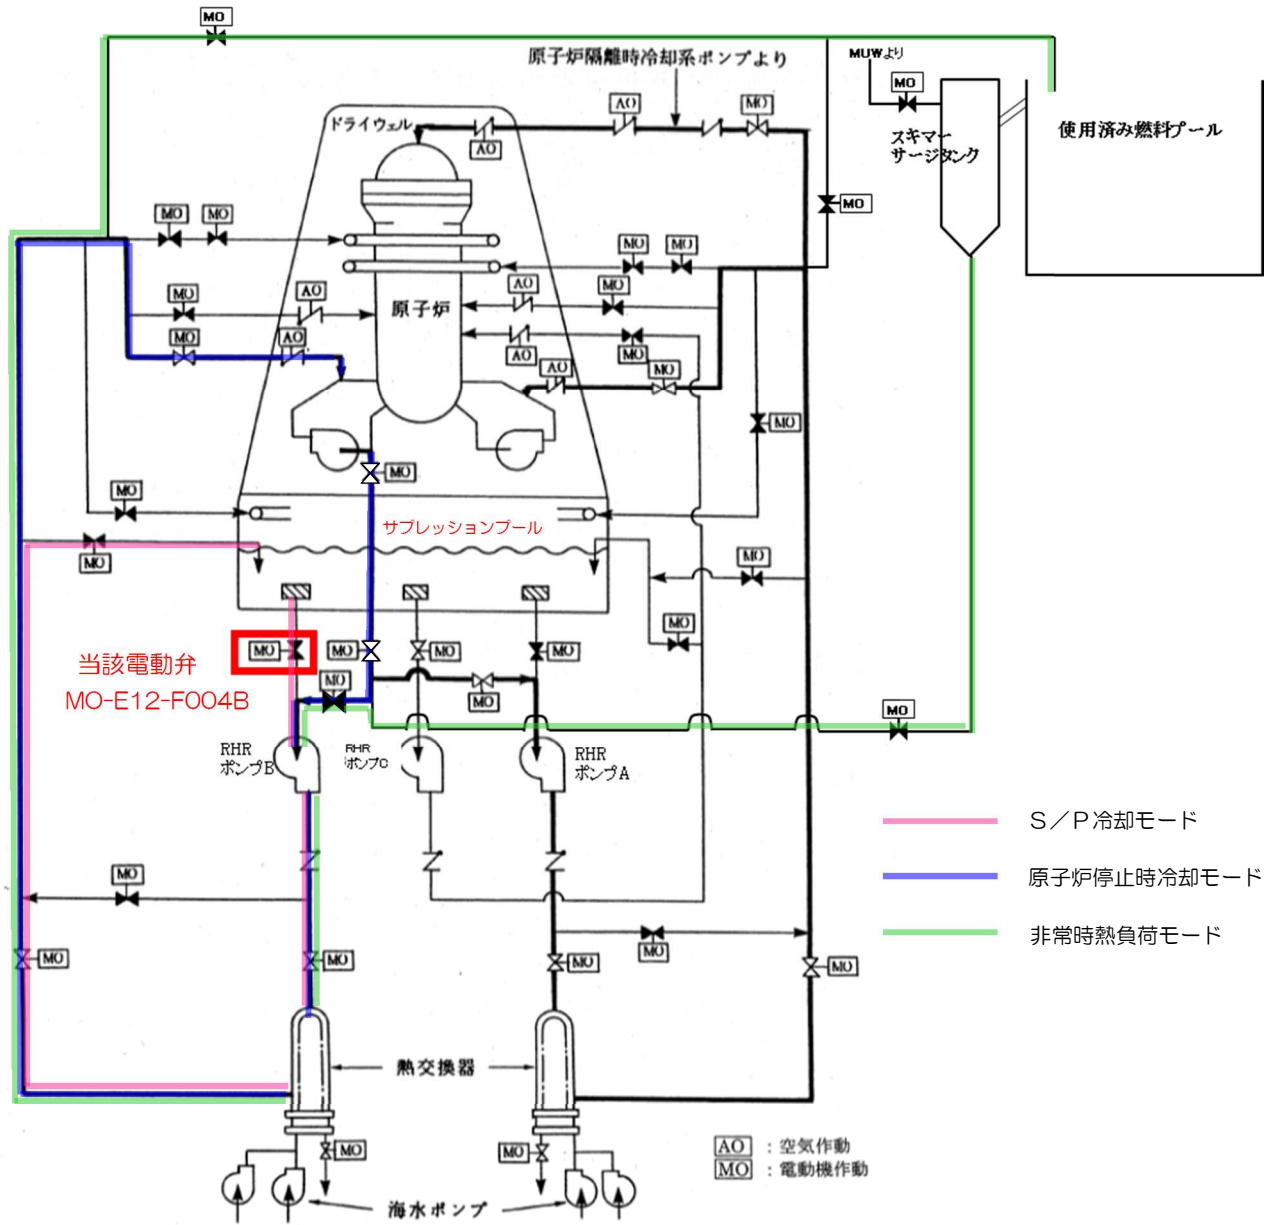 MO
原子炉隔離時冷却系ポンプより
MUWより
MO
AO
MO
ドライウェル
AO
スキマー
サージタンク
使用済み燃料プール
MO
MO
MO
MO
MO
MO
AO
AO
MO
原子炉
MO
AO
AO
MO
AO
MO
MO
MO
MO
MO
サプレッションプール
MO
MO
MO
当該電動弁
MO-E12-F004B
MO
MO
MO
MO
MO
MO
MO
MO
RHR
ポンプB
RHR
ポンプC
RHR
ポンプA
S／P冷却モード
原子炉停止時冷却モード
非常時熱負荷モード
MO
MO
MO
MO
MO
MO
熱交換器
MO
MO
海水ポンプ
AO ：空気作動
MO ：電動機作動